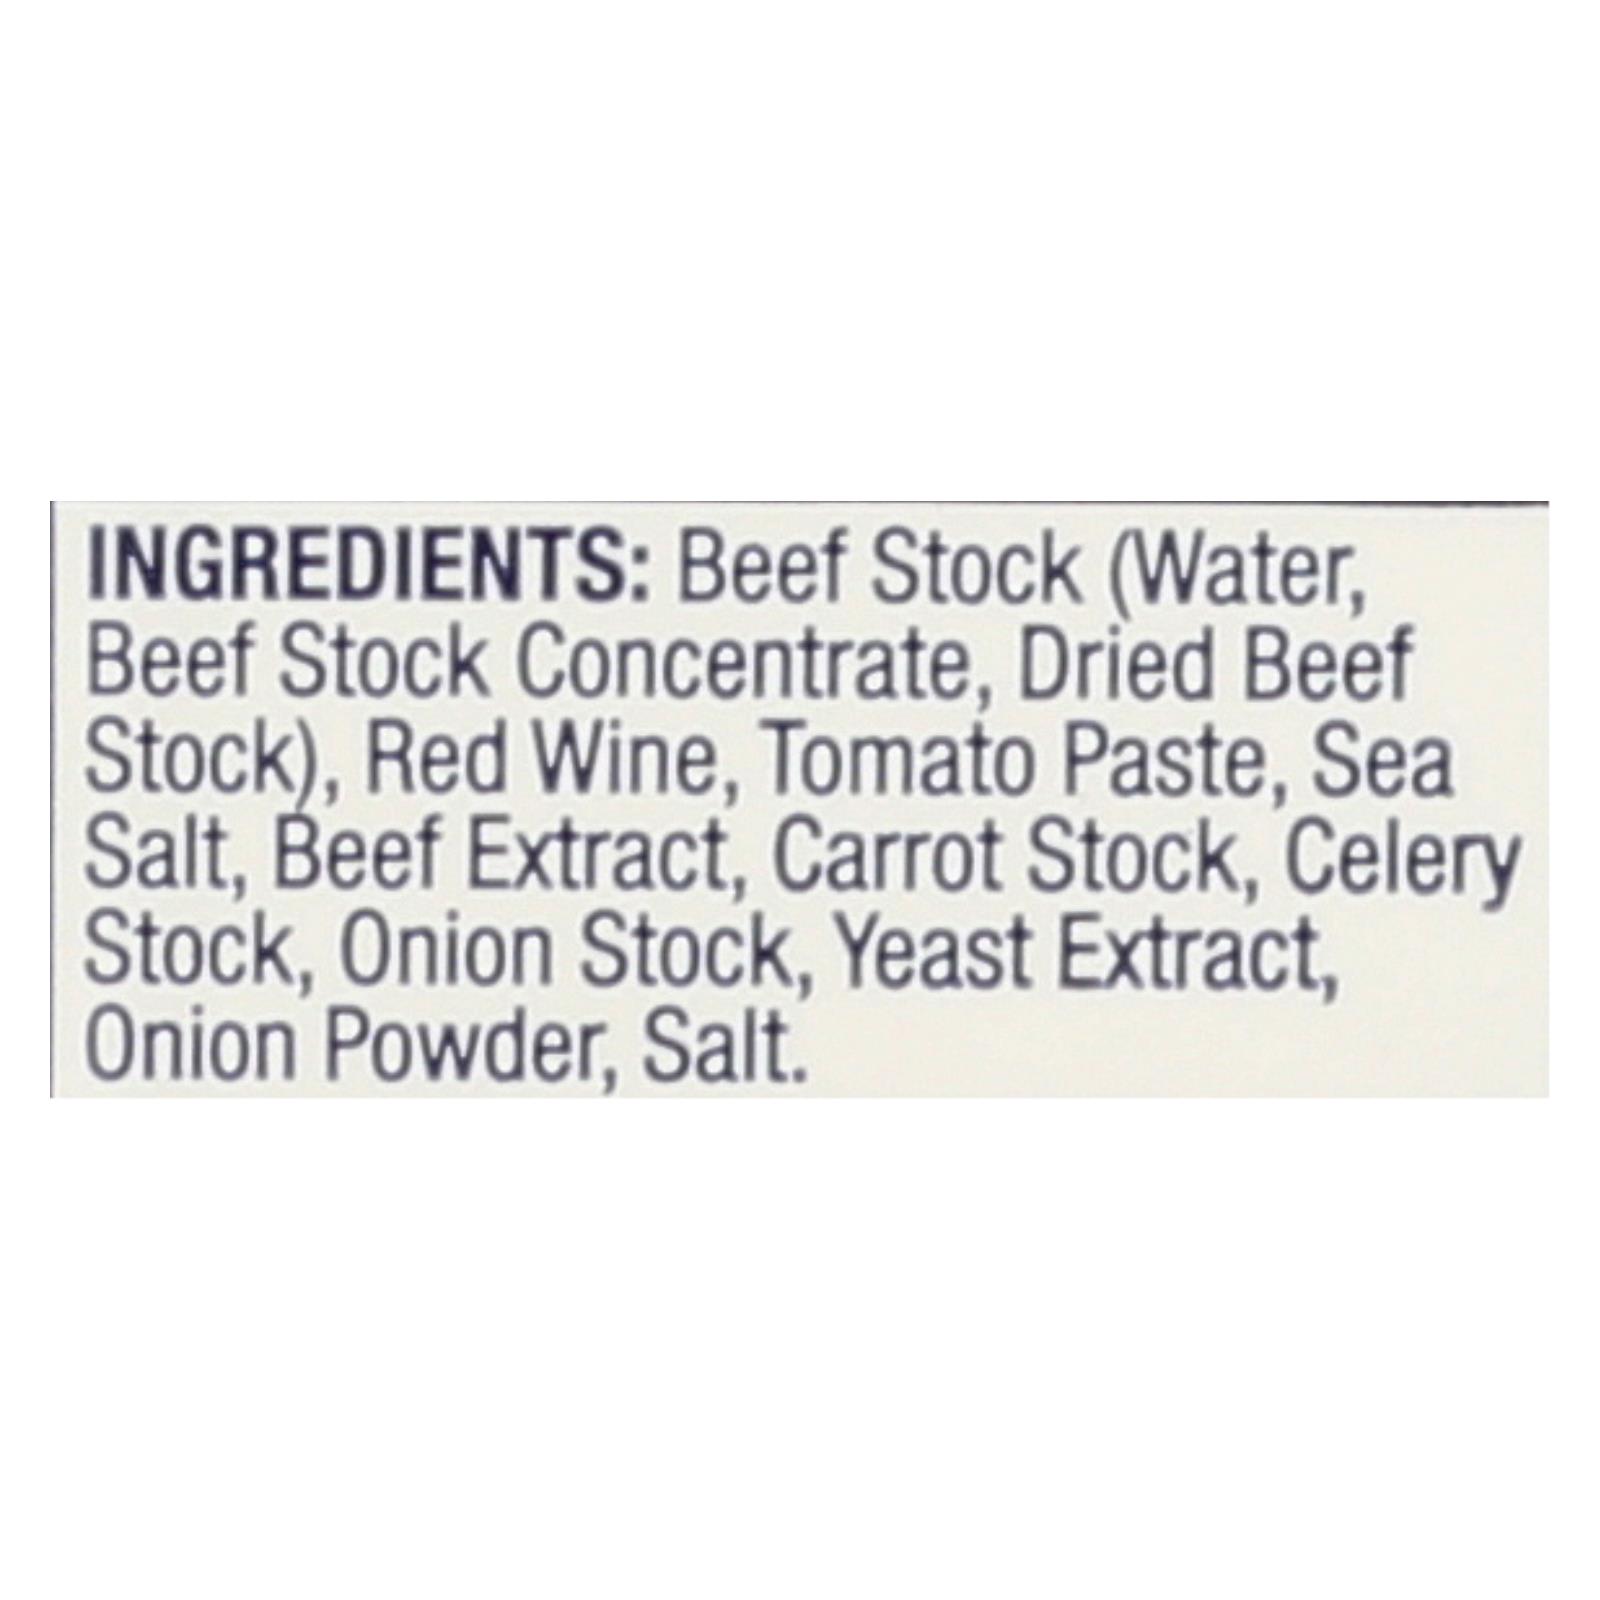 INGREDIENTS: Beef Stock (Water,
Beef Stock Concentrate, Dried Beef
Stock), Red Wine, Tomato Paste, Sea
Salt, Beef Extract, Carrot Stock, Celery
Stock, Onion Stock, Yeast Extract,
Onion Powder, Salt.